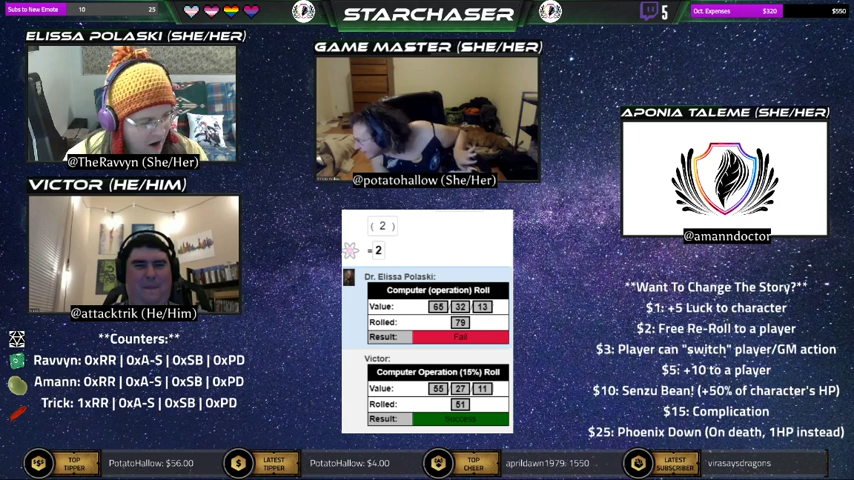 Subs to New Emote 10 25
STARCHASER
5
Oct. Expenses $320 $550
ELISSA POLASKI (SHE/HER)
@TheRavvyn (She/Her)
GAME MASTER (SHE/HER)
@potatohallow (She/Her)
APONIA TALEME (SHE/HER)
@amanndoctor
VICTOR (HE/HIM)
@attacktrik (He/Him)
**Counters:**
Ravvyn: 0xRR | 0xA-S | 0xSB | 0xPD
Amann: 0xRR | 0xA-S | 0xSB | 0xPD
Trick: 1xRR | 0xA-S | 0xSB | 0xPD
( 2 )
= 2
Dr. Elissa Polaski:
Computer (operation) Roll
Value: 65 32 13
Rolled: 79
Result: Fail
Victor:
Computer Operation (15%) Roll
Value: 55 27 11
Rolled: 51
Result: Success
**Want To Change The Story?**
$1: +5 Luck to character
$2: Free Re-Roll to a player
$3: Player can "switch" player/GM action
$5: +10 to a player
$10: Senzu Bean! (+50% of character's HP)
$15: Complication
$25: Phoenix Down (On death, 1HP instead)
TOP TIPPER PotatoHallow: $56.00
LATEST TIPPER PotatoHallow: $4.00
TOP CHEER aprildawn1979: 1550
LATEST SUBSCRIBER virasaysdragons